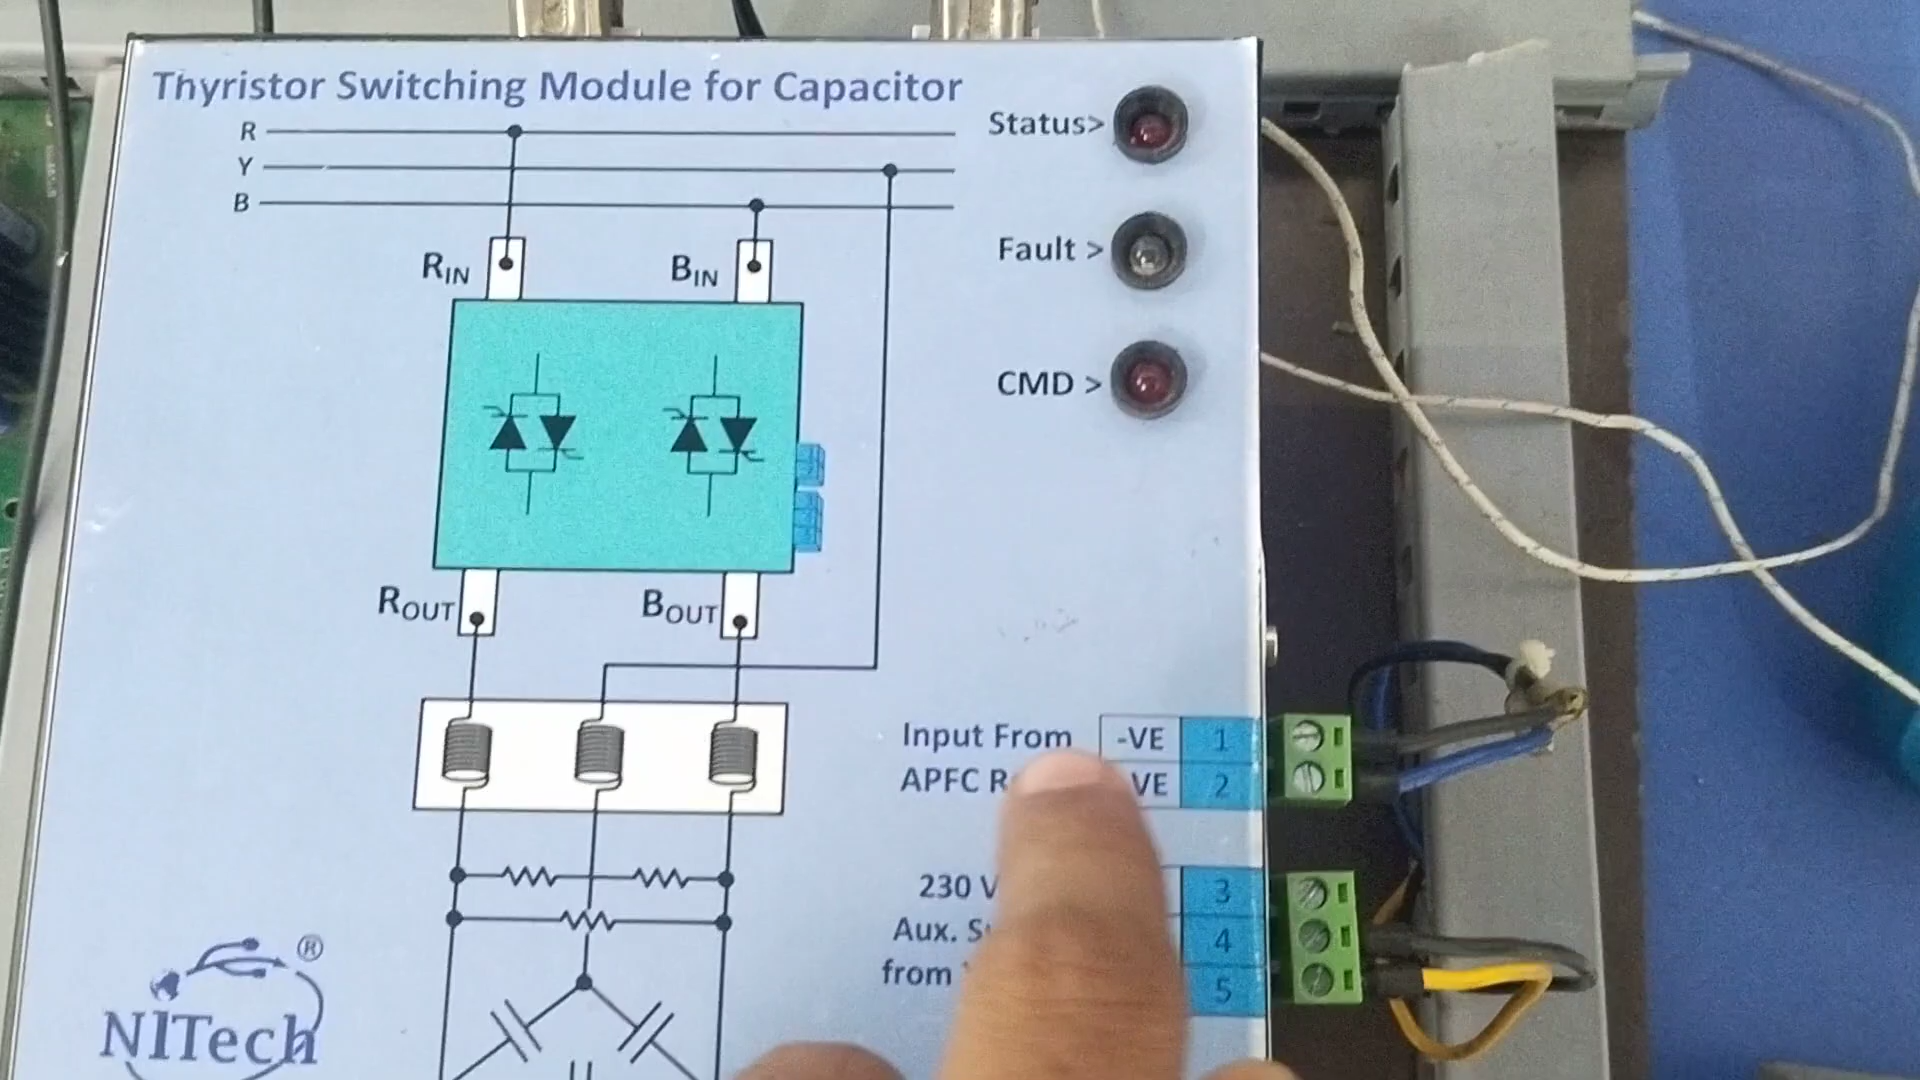 Thyristor Switching Module for Capacitor
R
Y
B
Status>
Fault >
CMD >
RIN
BIN
ROUT
BOUT
Input From -VE 1
APFC VE 2
230 3
Aux. 4
from 5
®
NITech